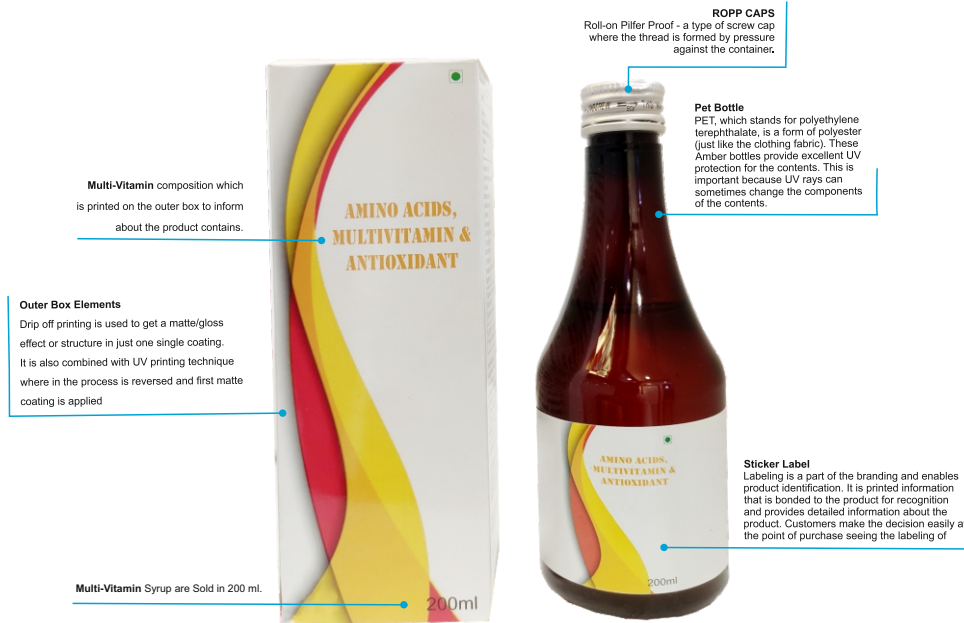 ROPP CAPS
Roll-on Pilfer Proof - a type of screw cap
where the thread is formed by pressure
against the container.
Pet Bottle
PET, which stands for polyethylene
terephthalate, is a form of polyester
(just like the clothing fabric). These
Amber bottles provide excellent UV
protection for the contents. This is
important because UV rays can
sometimes change the components
of the contents.
Multi-Vitamin composition which
is printed on the outer box to inform
about the product contains.
AMINO ACIDS,
MULTIVITAMIN &
ANTIOXIDANT
Outer Box Elements
Drip off printing is used to get a matte/gloss
effect or structure in just one single coating.
It is also combined with UV printing technique
where in the process is reversed and first matte
coating is applied
AMINO ACIDS,
MULTIVITAMIN &
ANTIOXIDANT
200ml
Sticker Label
Labeling is a part of the branding and enables
product identification. It is printed information
that is bonded to the product for recognition
and provides detailed information about the
product. Customers make the decision easily a
the point of purchase seeing the labeling of
Multi-Vitamin Syrup are Sold in 200 ml.
200ml